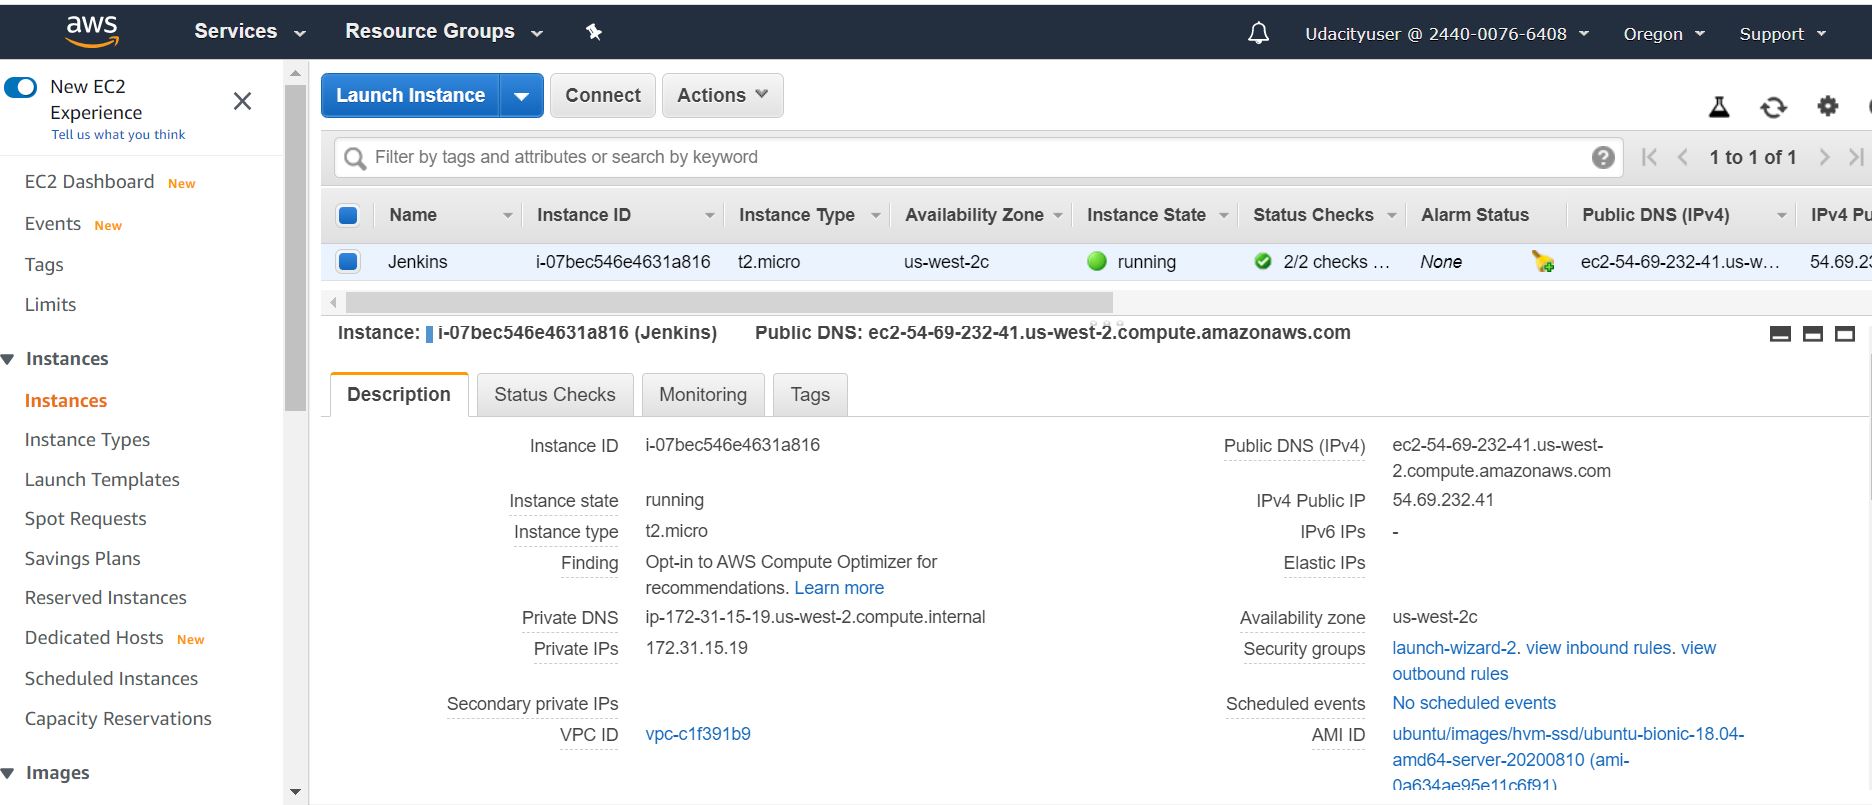 aws
Services
Resource Groups
Udacityuser @ 2440-0076-6408
Oregon
Support
New EC2
Experience
Tell us what you think
EC2 Dashboard New
Events New
Tags
Limits
Instances
Instances
Instance Types
Launch Templates
Spot Requests
Savings Plans
Reserved Instances
Dedicated Hosts New
Scheduled Instances
Capacity Reservations
Images
Launch Instance
Connect
Actions
Filter by tags and attributes or search by keyword
1 to 1 of 1
Name Instance ID Instance Type Availability Zone Instance State Status Checks Alarm Status Public DNS (IPv4) IPv4 Pu
Jenkins i-07bec546e4631a816 t2.micro us-west-2c running 2/2 checks ... None ec2-54-69-232-41.us-w... 54.69.23
Instance: i-07bec546e4631a816 (Jenkins) Public DNS: ec2-54-69-232-41.us-west-2.compute.amazonaws.com
Description Status Checks Monitoring Tags
Instance ID i-07bec546e4631a816
Instance state running
Instance type t2.micro
Finding Opt-in to AWS Compute Optimizer for
recommendations. Learn more
Private DNS ip-172-31-15-19.us-west-2.compute.internal
Private IPs 172.31.15.19
Secondary private IPs
VPC ID vpc-c1f391b9
Public DNS (IPv4) ec2-54-69-232-41.us-west-
2.compute.amazonaws.com
IPv4 Public IP 54.69.232.41
IPv6 IPs -
Elastic IPs
Availability zone us-west-2c
Security groups launch-wizard-2. view inbound rules. view
outbound rules
Scheduled events No scheduled events
AMI ID ubuntu/images/hvm-ssd/ubuntu-bionic-18.04-
amd64-server-20200810 (ami-
0a634ae95e11c6f91)